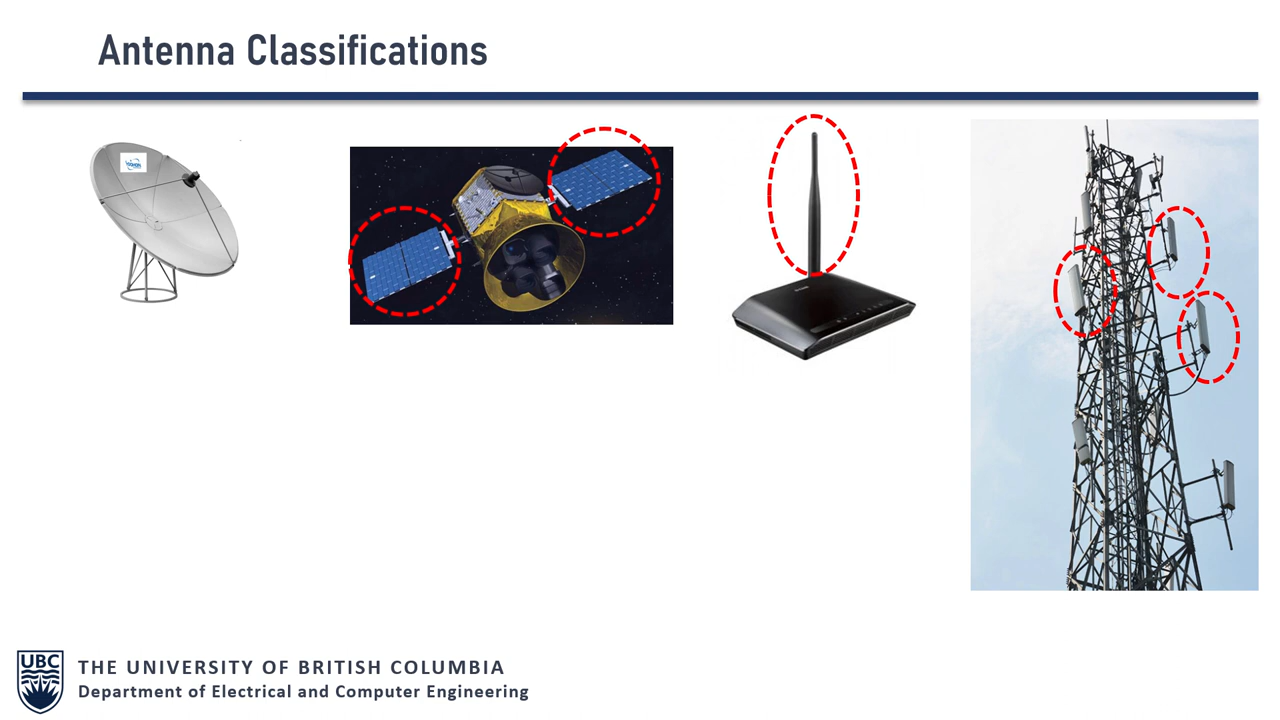 Antenna Classifications
UBC
THE UNIVERSITY OF BRITISH COLUMBIA
Department of Electrical and Computer Engineering